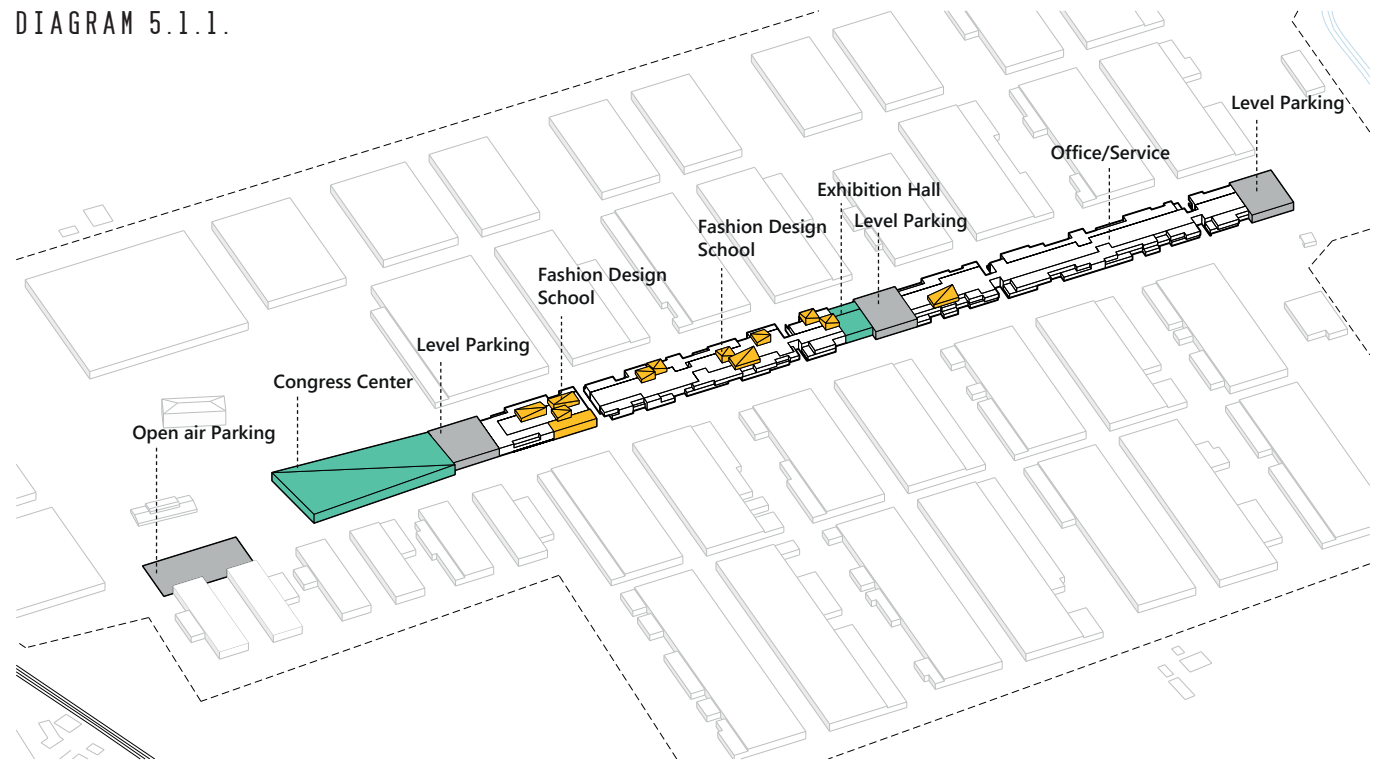 DIAGRAM 5.1.1.
Level Parking
Office/Service
Exhibition Hall
Level Parking
Fashion Design
School
Fashion Design
School
Level Parking
Congress Center
Open air Parking